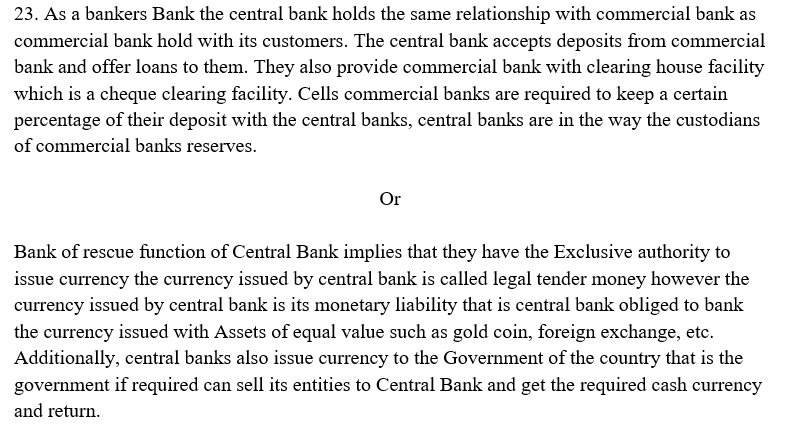 23. As a bankers Bank the central bank holds the same relationship with commercial bank as
commercial bank hold with its customers. The central bank accepts deposits from commercial
bank and offer loans to them. They also provide commercial bank with clearing house facility
which is a cheque clearing facility. Cells commercial banks are required to keep a certain
percentage of their deposit with the central banks, central banks are in the way the custodians
of commercial banks reserves.
Or
Bank of rescue function of Central Bank implies that they have the Exclusive authority to
issue currency the currency issued by central bank is called legal tender money however the
currency issued by central bank is its monetary liability that is central bank obliged to bank
the currency issued with Assets of equal value such as gold coin, foreign exchange, etc.
Additionally, central banks also issue currency to the Government of the country that is the
government if required can sell its entities to Central Bank and get the required cash currency
and return.